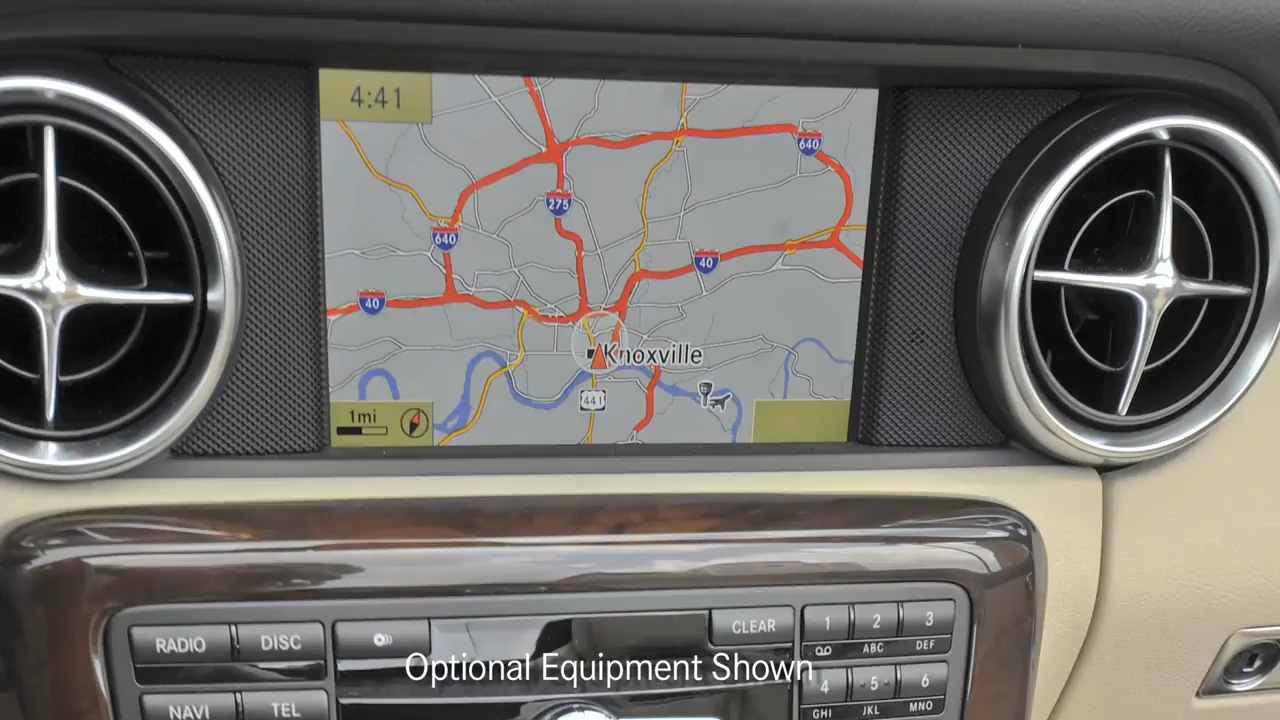 4:41
640
275
640
40
40
Knoxville
441
1mi
RADIO
DISC
CLEAR
1
2
ABC
3
DEF
Optional Equipment Shown
4
GHI
5
JKL
6
MNO
NAVI
TEL